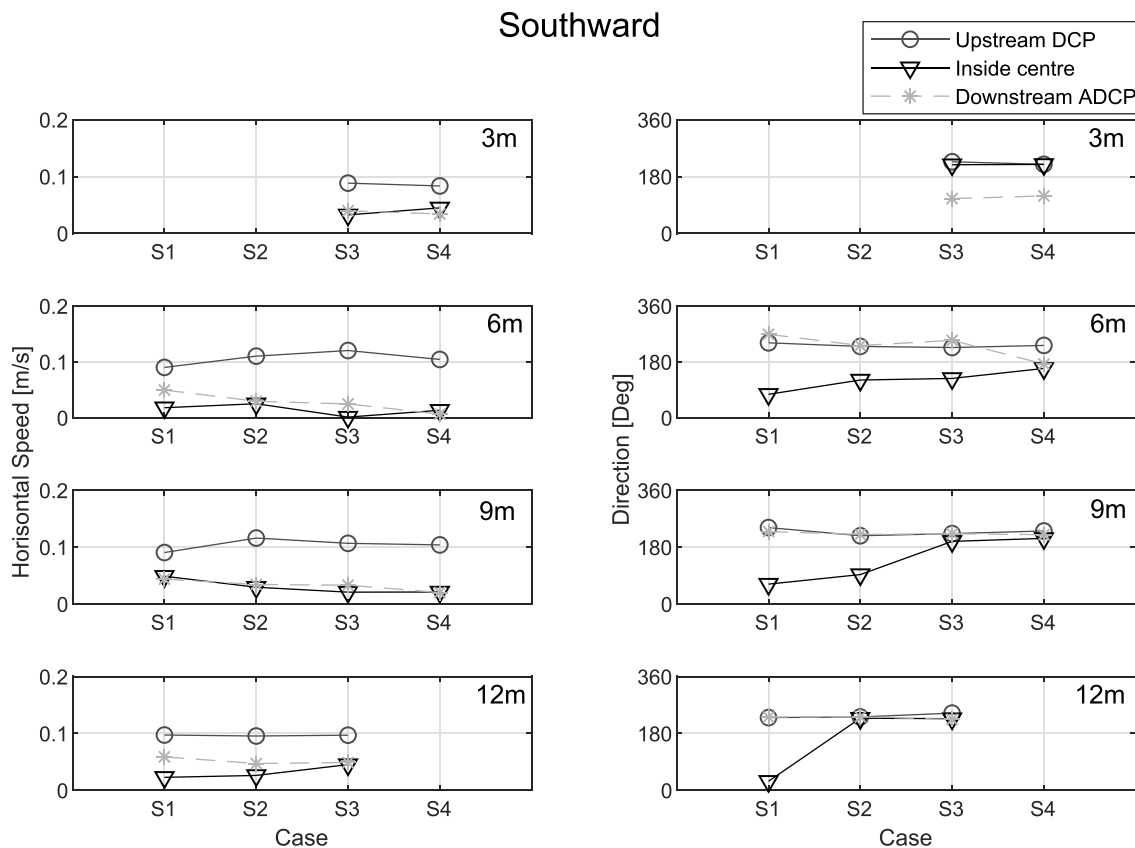 Southward
Upstream DCP
Inside centre
Downstream ADCP
Horisontal Speed [m/s]
0.2
0.1
0
3m
S1 S2 S3 S4
0.2
0.1
0
6m
S1 S2 S3 S4
0.2
0.1
0
9m
S1 S2 S3 S4
0.2
0.1
0
12m
S1 S2 S3 S4
Case
Direction [Deg]
360
180
0
3m
S1 S2 S3 S4
360
180
0
6m
S1 S2 S3 S4
360
180
0
9m
S1 S2 S3 S4
360
180
0
12m
S1 S2 S3 S4
Case